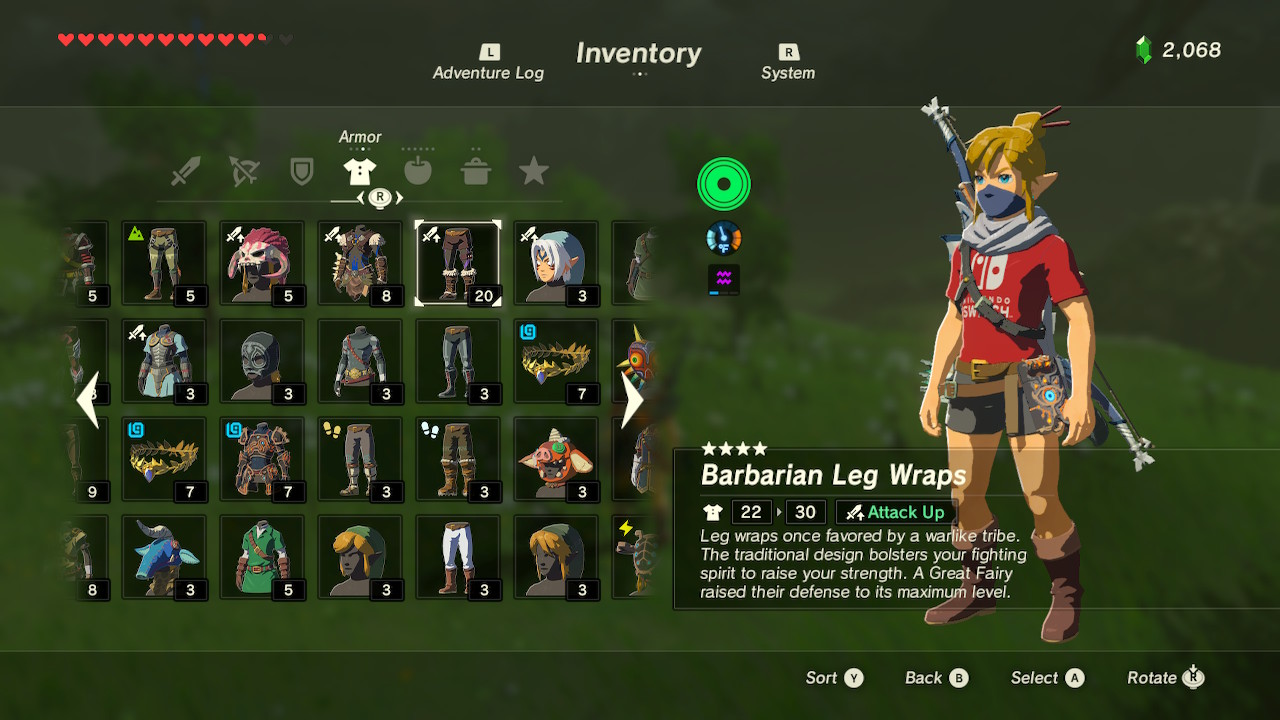 L
Inventory
R
2,068
Adventure Log
System
Armor
R
5
5
5
8
20
3
3
3
3
3
7
9
7
7
3
3
3
8
3
5
3
3
3
°F
NINTENDO
SWITCH
Barbarian Leg Wraps
22
30
Attack Up
Leg wraps once favored by a warlike tribe.
The traditional design bolsters your fighting
spirit to raise your strength. A Great Fairy
raised their defense to its maximum level.
Sort Y
Back B
Select A
Rotate R